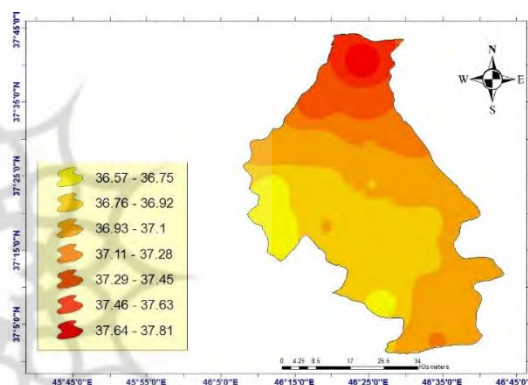 37°45'0"N
37°35'0"N
37°25'0"N
37°15'0"N
37°5'0"N
N
W E
S
36.57 - 36.75
36.76 - 36.92
36.93 - 37.1
37.11 - 37.28
37.29 - 37.45
37.46 - 37.63
37.64 - 37.81
0 4.25 8.5 17 25.5 34
Kilometers
45°45'0"E 45°55'0"E 46°5'0"E 46°15'0"E 46°25'0"E 46°35'0"E 46°45'0"E